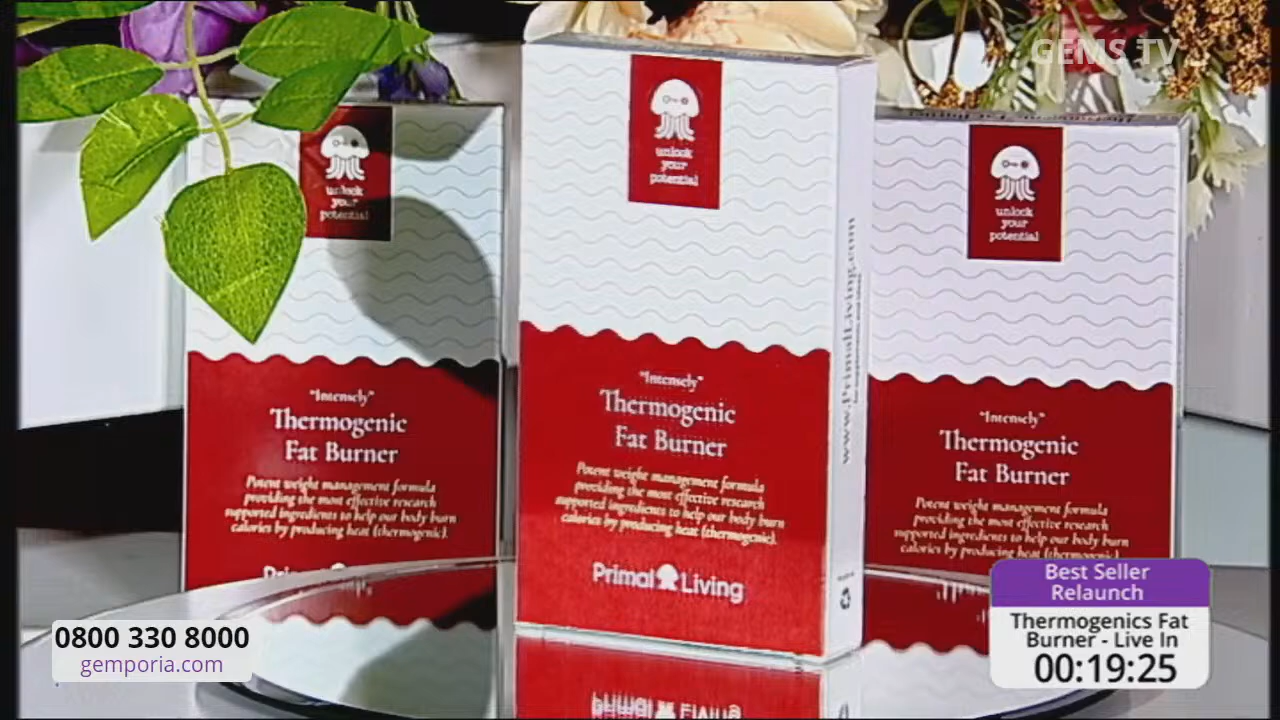 GEMS TV
unlock
your
potential
"Intensely"
Thermogenic
Fat Burner
Potent weight management formula
providing the most effective research
supported ingredients to help our body burn
calories by producing heat (thermogenic).
unlock
your
potential
"Intensely"
Thermogenic
Fat Burner
Potent weight management formula
providing the most effective research
supported ingredients to help our body burn
calories by producing heat (thermogenic).
Primal Living
www.PrimalLiving.com
unlock
your
potential
"Intensely"
Thermogenic
Fat Burner
Potent weight management formula
providing the most effective research
supported ingredients to help our body burn
calories by producing heat (thermogenic).
0800 330 8000
gemporia.com
Best Seller
Relaunch
Thermogenics Fat
Burner - Live In
00:19:25